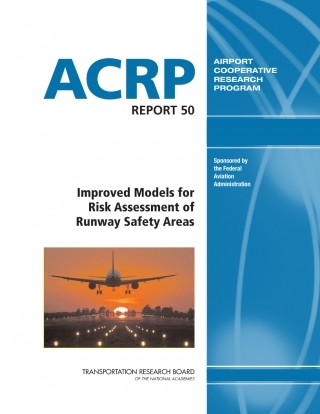 ACRP
REPORT 50
AIRPORT
COOPERATIVE
RESEARCH
PROGRAM
Sponsored by
the Federal
Aviation
Administration
Improved Models for
Risk Assessment of
Runway Safety Areas
TRANSPORTATION RESEARCH BOARD
OF THE NATIONAL ACADEMIES